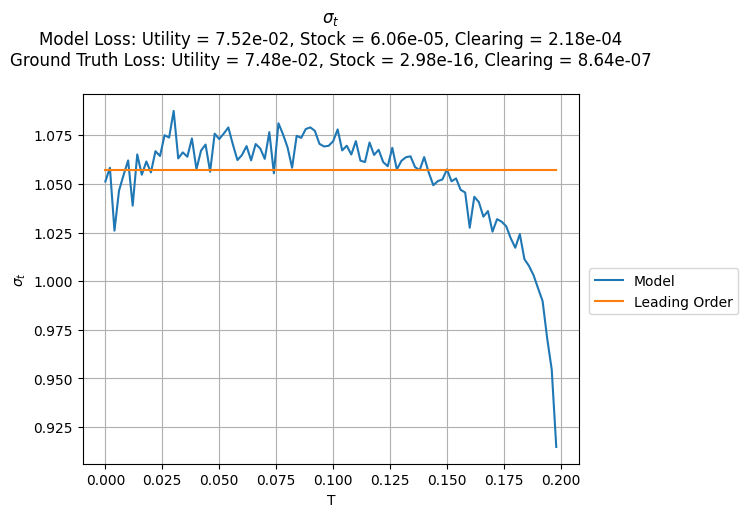 σₜ
Model Loss: Utility = 7.52e-02, Stock = 6.06e-05, Clearing = 2.18e-04
Ground Truth Loss: Utility = 7.48e-02, Stock = 2.98e-16, Clearing = 8.64e-07
1.075
1.050
1.025
1.000
0.975
0.950
0.925
σₜ
0.000 0.025 0.050 0.075 0.100 0.125 0.150 0.175 0.200
T
Model
Leading Order